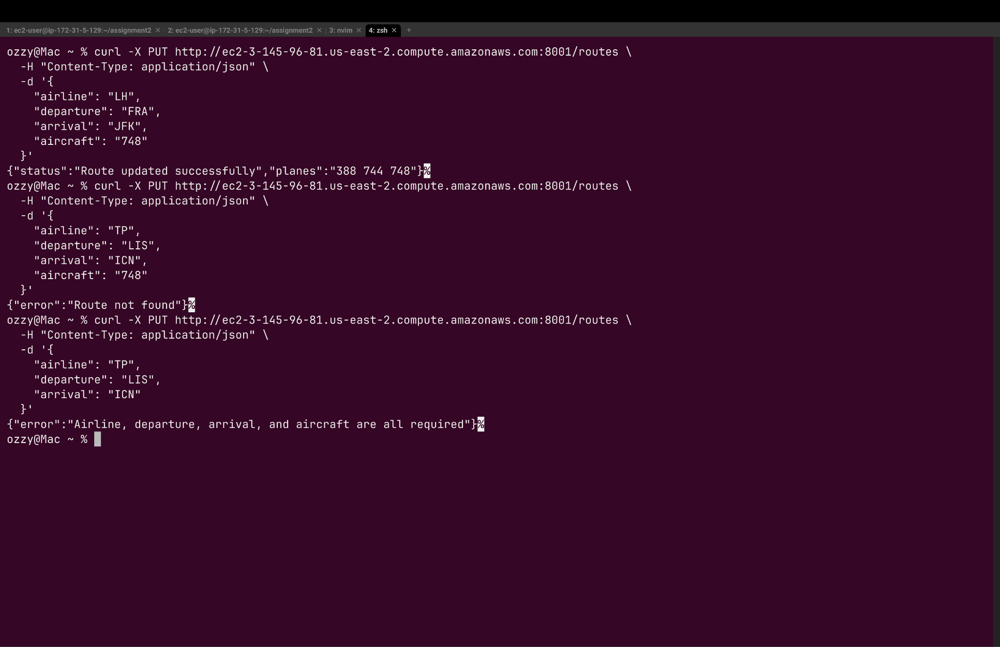 1: ec2-user@ip-172-31-5-129:~/assignment2 × 2: ec2-user@ip-172-31-5-129:~/assignment2 × 3: nvim × 4: zsh × +
ozzy@Mac ~ % curl -X PUT http://ec2-3-145-96-81.us-east-2.compute.amazonaws.com:8001/routes \
  -H "Content-Type: application/json" \
  -d '{
    "airline": "LH",
    "departure": "FRA",
    "arrival": "JFK",
    "aircraft": "748"
  }'
{"status":"Route updated successfully","planes":"388 744 748"}%
ozzy@Mac ~ % curl -X PUT http://ec2-3-145-96-81.us-east-2.compute.amazonaws.com:8001/routes \
  -H "Content-Type: application/json" \
  -d '{
    "airline": "TP",
    "departure": "LIS",
    "arrival": "ICN",
    "aircraft": "748"
  }'
{"error":"Route not found"}%
ozzy@Mac ~ % curl -X PUT http://ec2-3-145-96-81.us-east-2.compute.amazonaws.com:8001/routes \
  -H "Content-Type: application/json" \
  -d '{
    "airline": "TP",
    "departure": "LIS",
    "arrival": "ICN"
  }'
{"error":"Airline, departure, arrival, and aircraft are all required"}%
ozzy@Mac ~ %